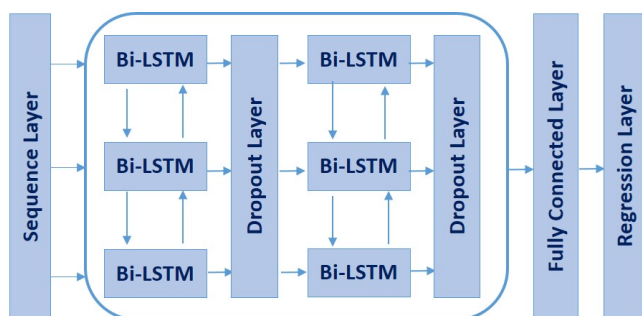 Sequence Layer
Bi-LSTM
Bi-LSTM
Bi-LSTM
Dropout Layer
Bi-LSTM
Bi-LSTM
Bi-LSTM
Dropout Layer
Fully Connected Layer
Regression Layer